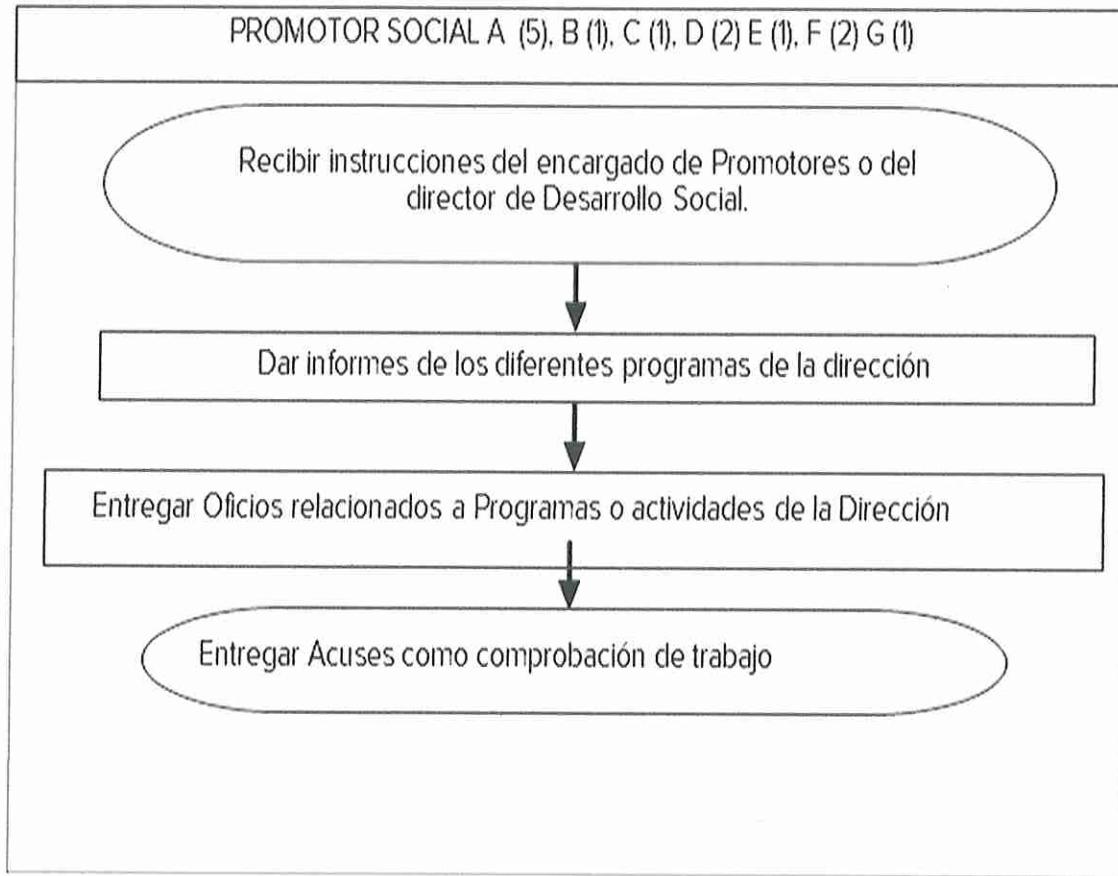 PROMOTOR SOCIAL A (5), B (1), C (1), D (2) E (1), F (2) G (1)
Recibir instrucciones del encargado de Promotores o del
director de Desarrollo Social.
Dar informes de los diferentes programas de la dirección
Entregar Oficios relacionados a Programas o actividades de la Dirección
Entregar Acuses como comprobación de trabajo